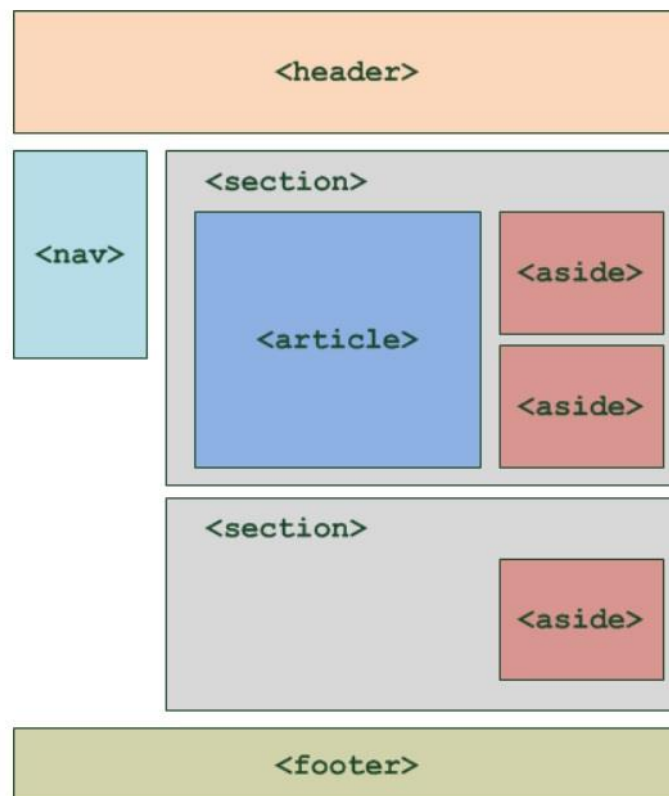 <header>
<nav>
<section>
<article>
<aside>
<aside>
<section>
<aside>
<footer>